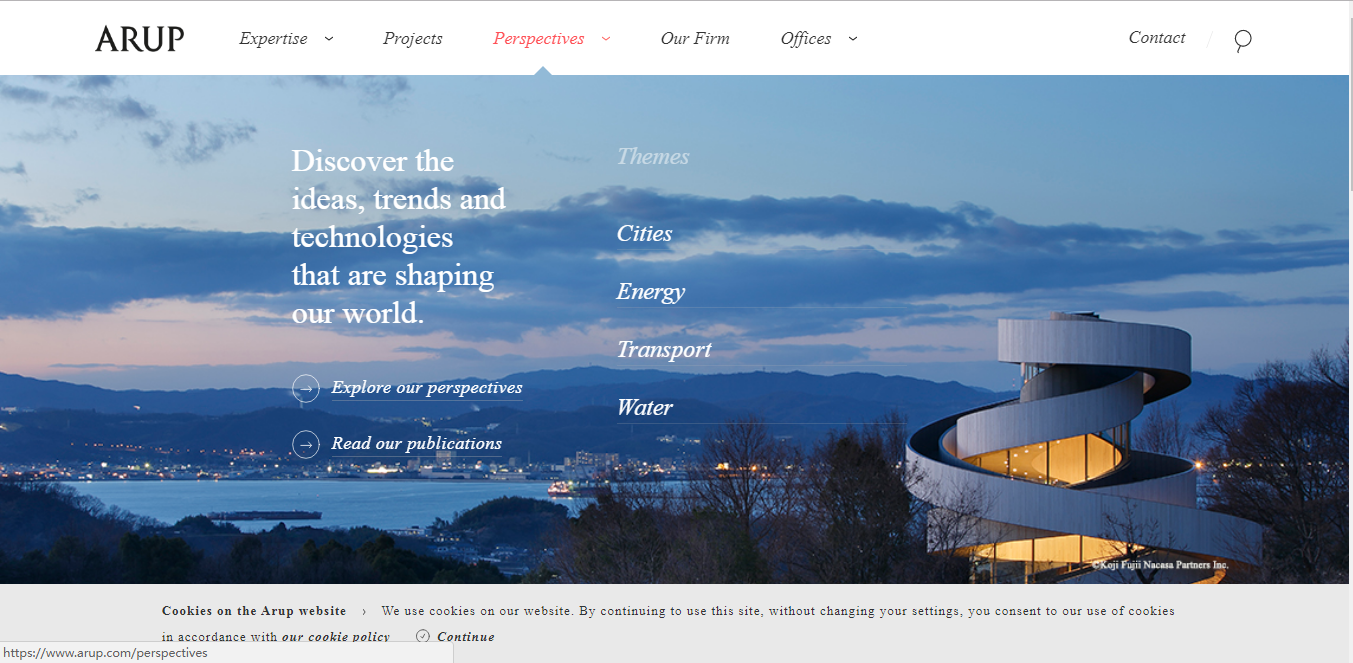 ARUP
Expertise
Projects
Perspectives
Our Firm
Offices
Contact
Discover the
ideas, trends and
technologies
that are shaping
our world.
Explore our perspectives
Read our publications
Themes
Cities
Energy
Transport
Water
©Koji Fujii Nacasa Partners Inc.
Cookies on the Arup website › We use cookies on our website. By continuing to use this site, without changing your settings, you consent to our use of cookies
in accordance with our cookie policy Continue
https://www.arup.com/perspectives